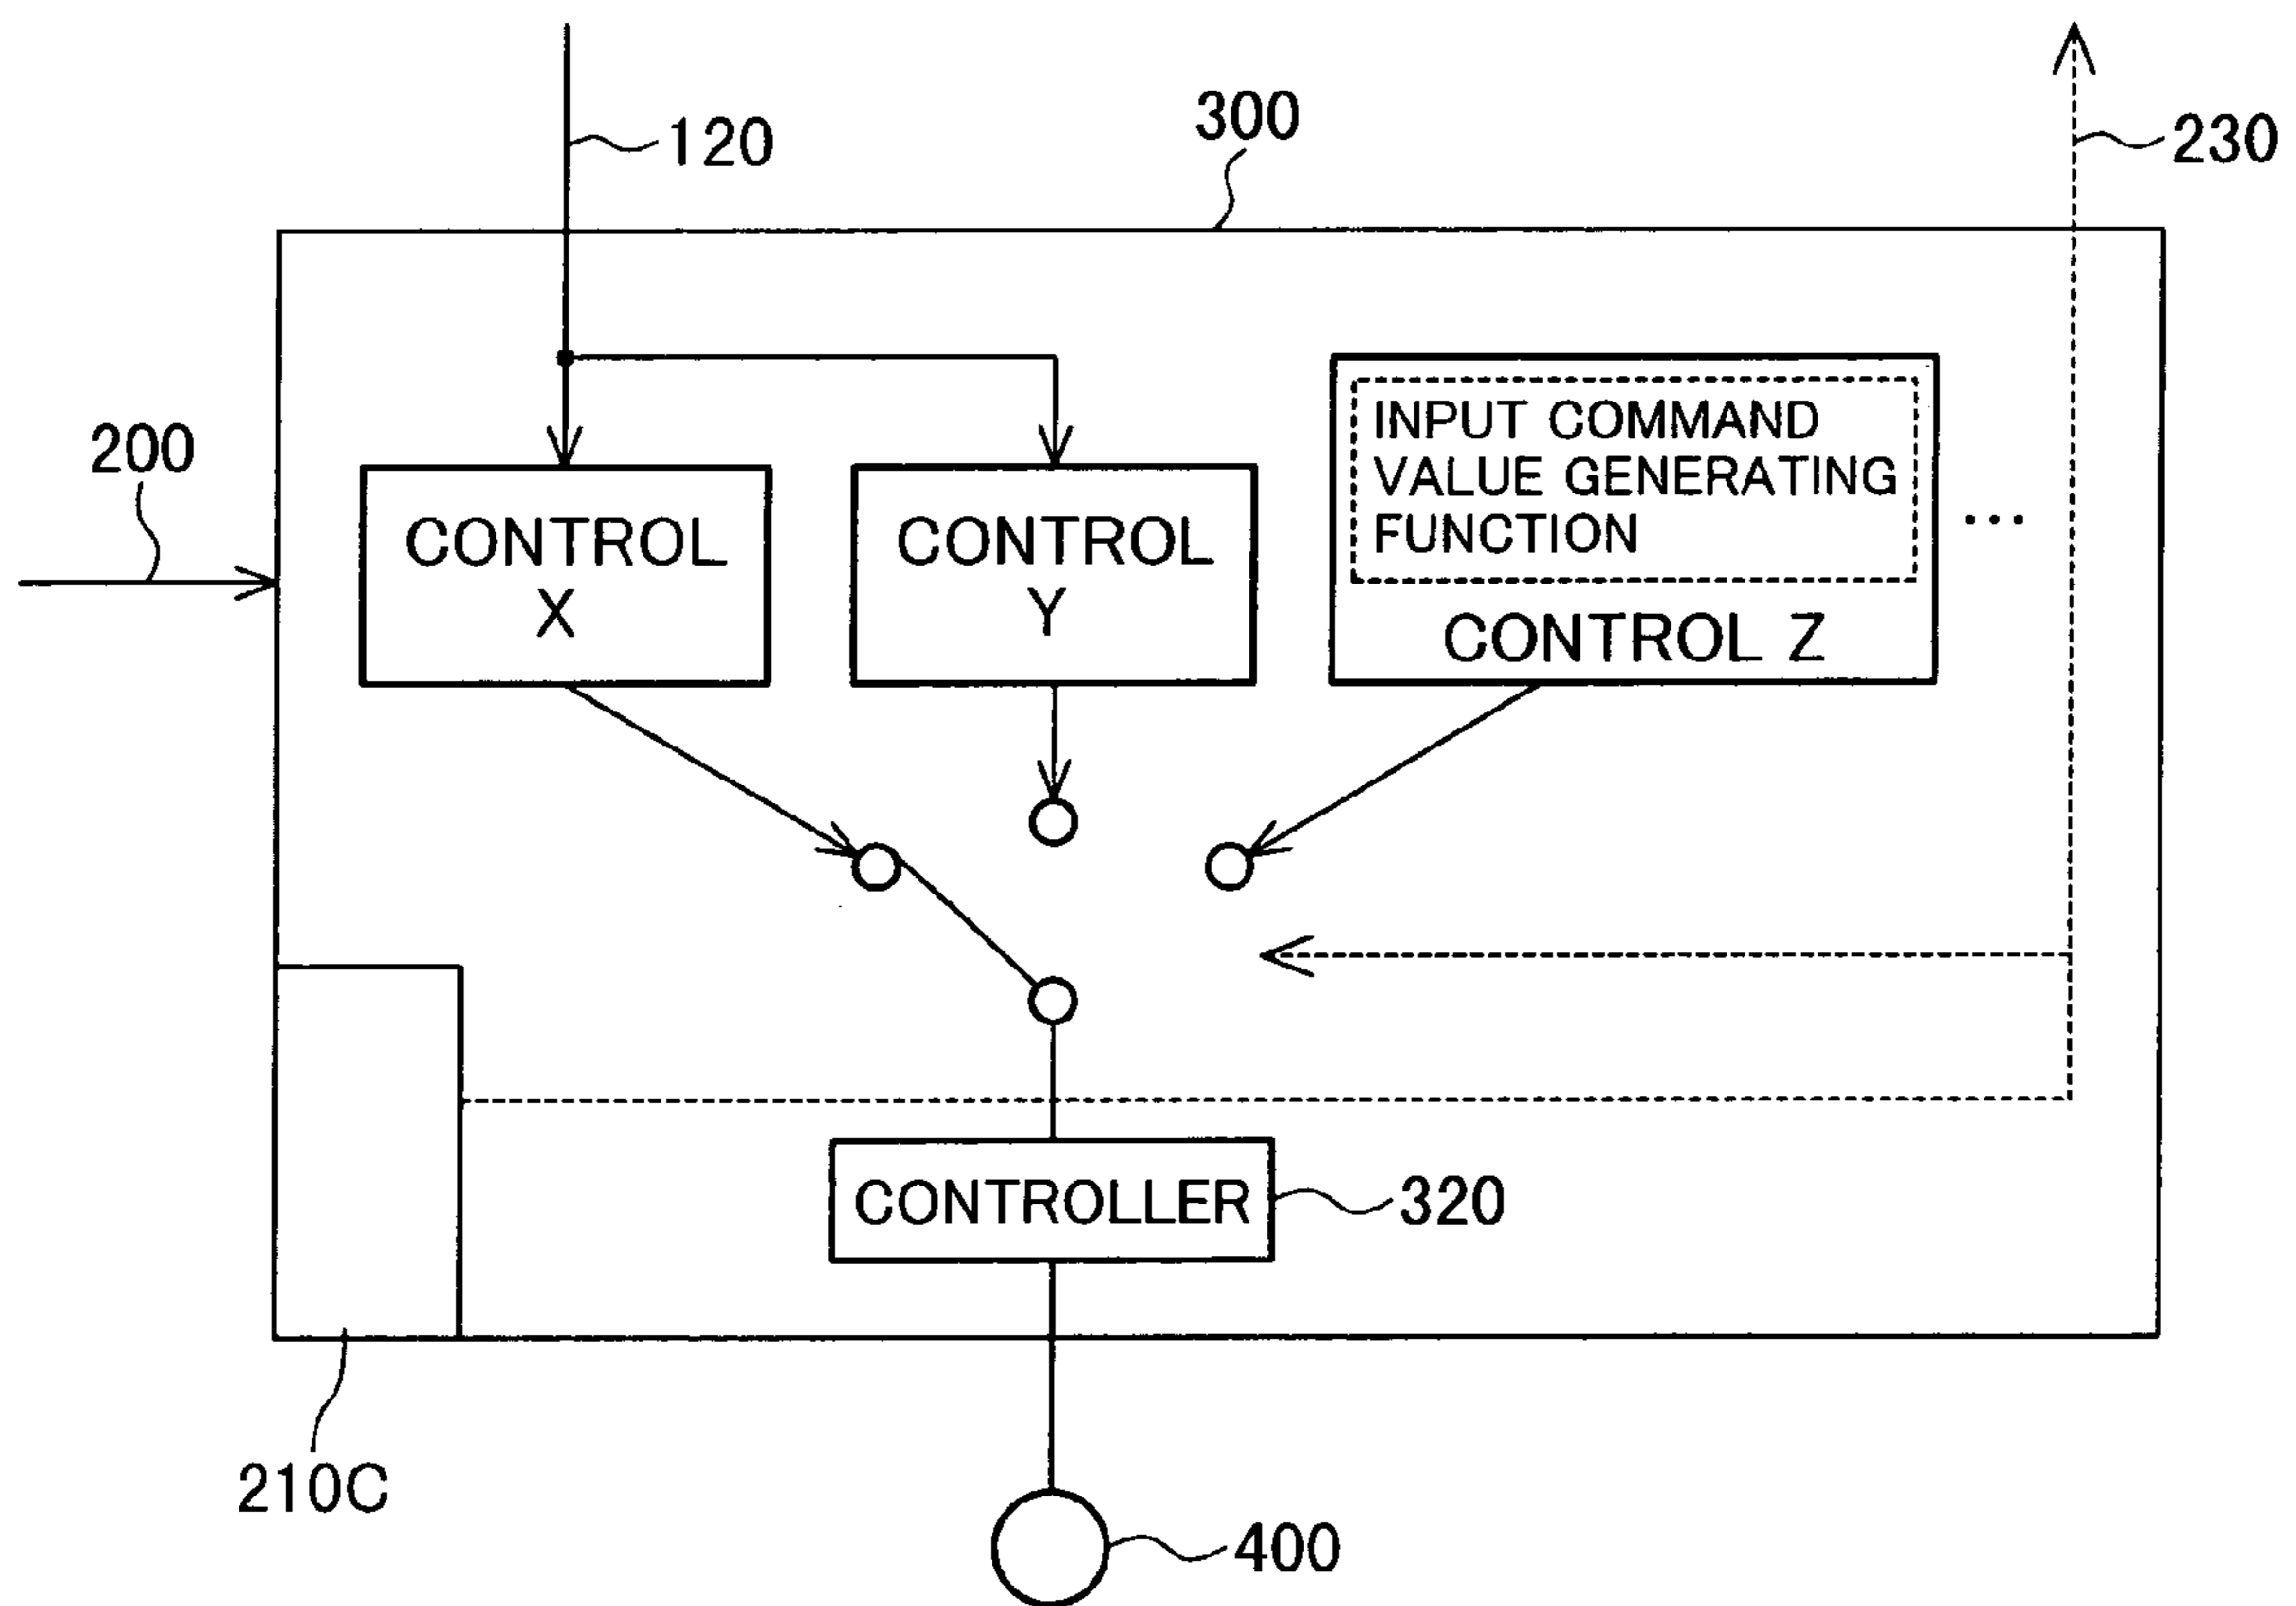 120
300
230
200
INPUT COMMAND
VALUE GENERATING
FUNCTION
...
CONTROL
X
CONTROL
Y
CONTROL Z
CONTROLLER
320
210C
400